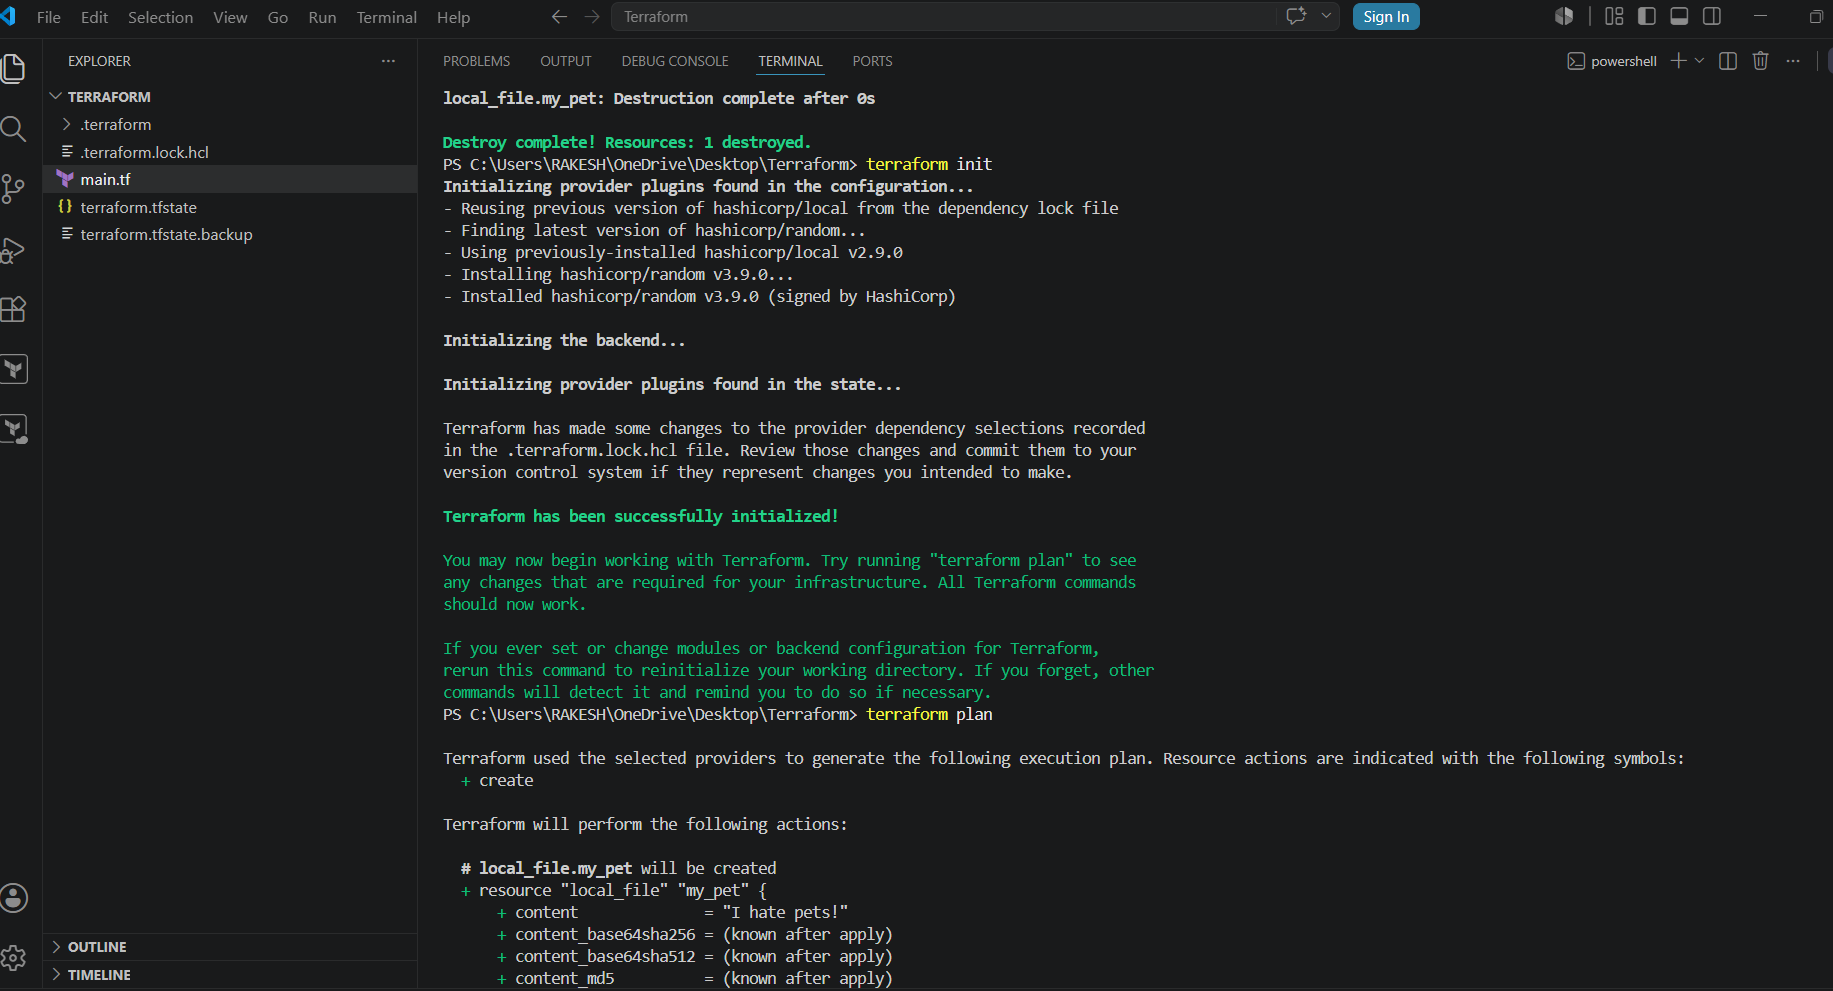 File Edit Selection View Go Run Terminal Help
Terraform
Sign In
EXPLORER
TERRAFORM
.terraform
.terraform.lock.hcl
main.tf
{} terraform.tfstate
terraform.tfstate.backup
OUTLINE
TIMELINE
PROBLEMS OUTPUT DEBUG CONSOLE TERMINAL PORTS
powershell
local_file.my_pet: Destruction complete after 0s
Destroy complete! Resources: 1 destroyed.
PS C:\Users\RAKESH\OneDrive\Desktop\Terraform> terraform init
Initializing provider plugins found in the configuration...
- Reusing previous version of hashicorp/local from the dependency lock file
- Finding latest version of hashicorp/random...
- Using previously-installed hashicorp/local v2.9.0
- Installing hashicorp/random v3.9.0...
- Installed hashicorp/random v3.9.0 (signed by HashiCorp)
Initializing the backend...
Initializing provider plugins found in the state...
Terraform has made some changes to the provider dependency selections recorded
in the .terraform.lock.hcl file. Review those changes and commit them to your
version control system if they represent changes you intended to make.
Terraform has been successfully initialized!
You may now begin working with Terraform. Try running "terraform plan" to see
any changes that are required for your infrastructure. All Terraform commands
should now work.
If you ever set or change modules or backend configuration for Terraform,
rerun this command to reinitialize your working directory. If you forget, other
commands will detect it and remind you to do so if necessary.
PS C:\Users\RAKESH\OneDrive\Desktop\Terraform> terraform plan
Terraform used the selected providers to generate the following execution plan. Resource actions are indicated with the following symbols:
+ create
Terraform will perform the following actions:
# local_file.my_pet will be created
+ resource "local_file" "my_pet" {
+ content = "I hate pets!"
+ content_base64sha256 = (known after apply)
+ content_base64sha512 = (known after apply)
+ content_md5 = (known after apply)